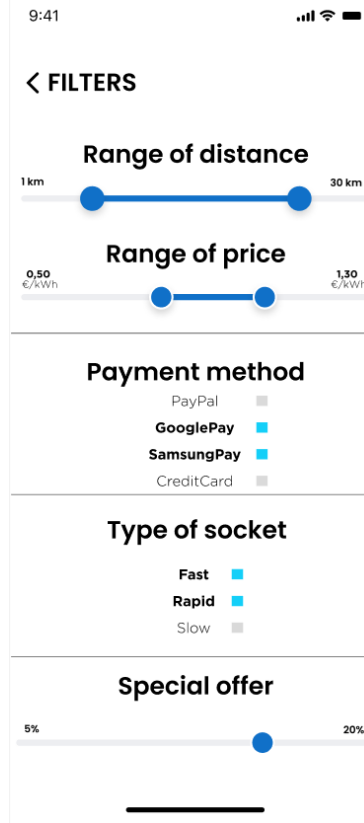 9:41
FILTERS
Range of distance
1 km 30 km
Range of price
0,50 1,30
€/kWh €/kWh
Payment method
PayPal
GooglePay
SamsungPay
CreditCard
Type of socket
Fast
Rapid
Slow
Special offer
5% 20%